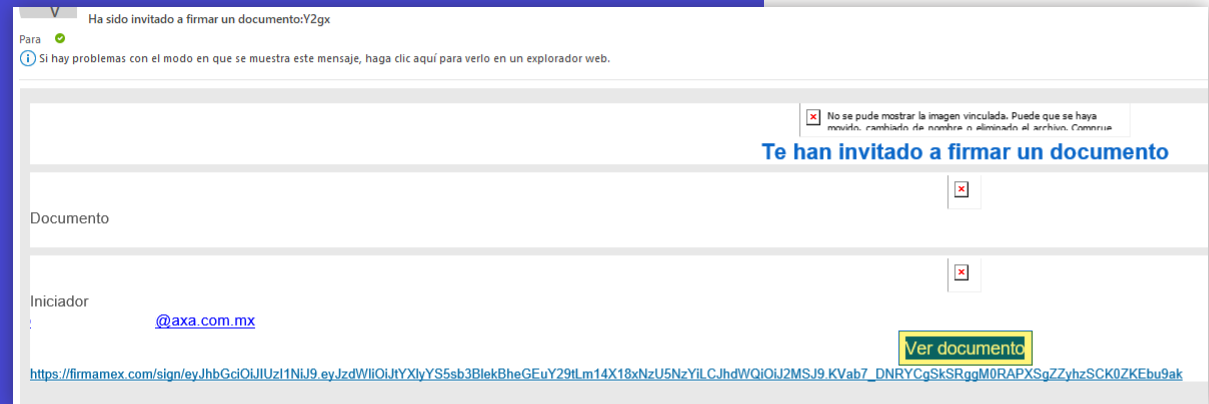 V
Ha sido invitado a firmar un documento:Y2gx
Para
Si hay problemas con el modo en que se muestra este mensaje, haga clic aquí para verlo en un explorador web.
No se pude mostrar la imagen vinculada. Puede que se haya
movido, cambiado de nombre o eliminado el archivo. Comprue
Te han invitado a firmar un documento
Documento
Iniciador
@axa.com.mx
Ver documento
https://firmamex.com/sign/eyJhbGciOiJIUzI1NiJ9.eyJzdWIiOiJtYXIyYS5sb3BlekBheGEuY29tLm14X18xNzU5NzYiLCJhdWQiOiJ2MSJ9.KVab7_DNRYCgSkSRggM0RAPXSgZZyhzSCK0ZKEbu9ak